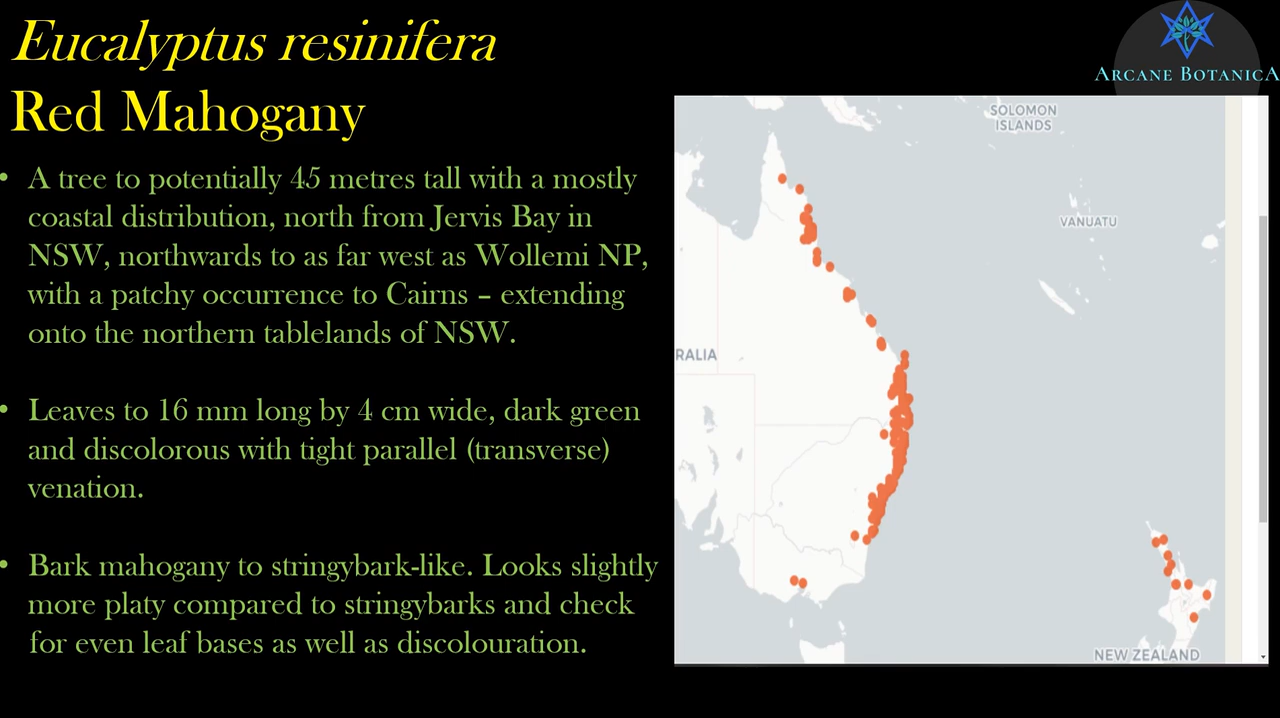 Eucalyptus resinifera
Red Mahogany
ARCANE BOTANICA
• A tree to potentially 45 metres tall with a mostly
coastal distribution, north from Jervis Bay in
NSW, northwards to as far west as Wollemi NP,
with a patchy occurrence to Cairns – extending
onto the northern tablelands of NSW.
• Leaves to 16 mm long by 4 cm wide, dark green
and discolorous with tight parallel (transverse)
venation.
• Bark mahogany to stringybark-like. Looks slightly
more platy compared to stringybarks and check
for even leaf bases as well as discolouration.
SOLOMON
ISLANDS
VANUATU
RALIA
NEW ZEALAND